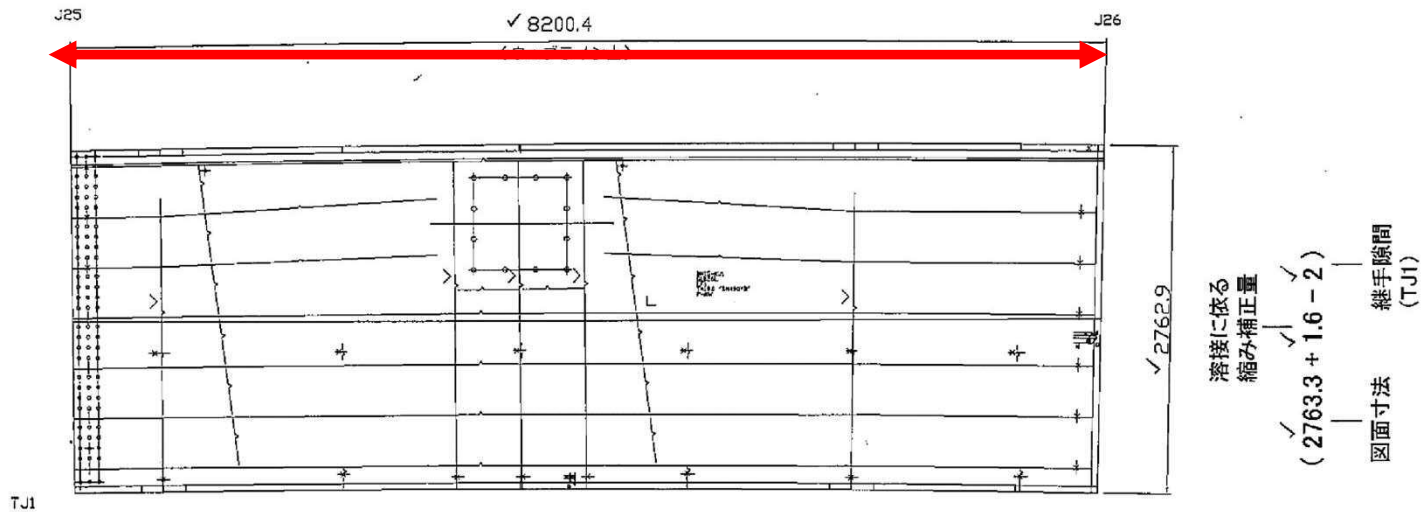 J25
✓ 8200.4
J26
✓2762.9
溶接に依る
縮み補正量
(2763.3 + 1.6 − 2)
図面寸法
継手隙間
(TJ1)
TJ1